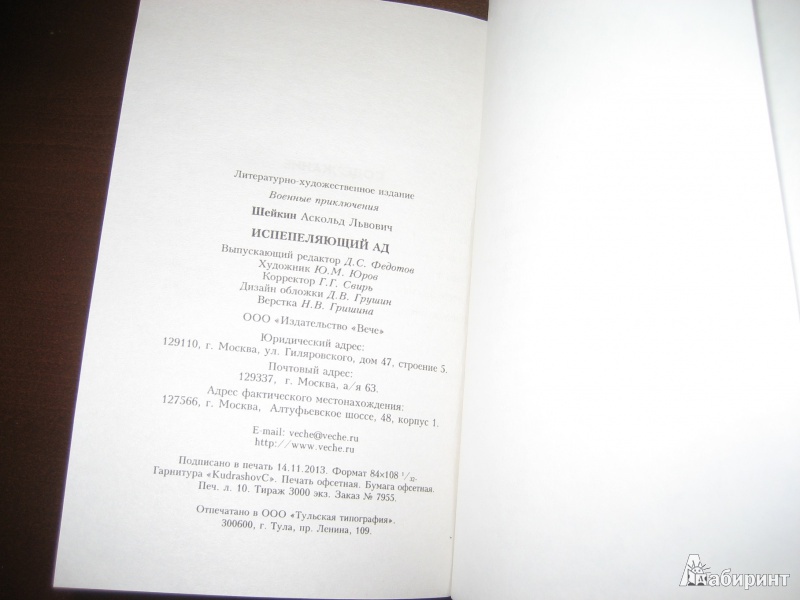 Литературно-художественное издание
Военные приключения
Шейкин Аскольд Львович
ИСПЕПЕЛЯЮЩИЙ АД
Выпускающий редактор Д.С. Федотов
Художник Ю.М. Юров
Корректор Г.Г. Свирь
Дизайн обложки Д.В. Грушин
Верстка Н.В. Гришина
ООО «Издательство «Вече»
Юридический адрес:
129110, г. Москва, ул. Гиляровского, дом 47, строение 5.
Почтовый адрес:
129337, г. Москва, а/я 63.
Адрес фактического местонахождения:
127566, г. Москва, Алтуфьевское шоссе, 48, корпус 1.
E-mail: veche@veche.ru
http://www.veche.ru
Подписано в печать 14.11.2013. Формат 84×108 1/32.
Гарнитура «KudrashovC». Печать офсетная. Бумага офсетная.
Печ. л. 10. Тираж 3000 экз. Заказ № 7955.
Отпечатано в ООО «Тульская типография».
300600, г. Тула, пр. Ленина, 109.
Лабиринт